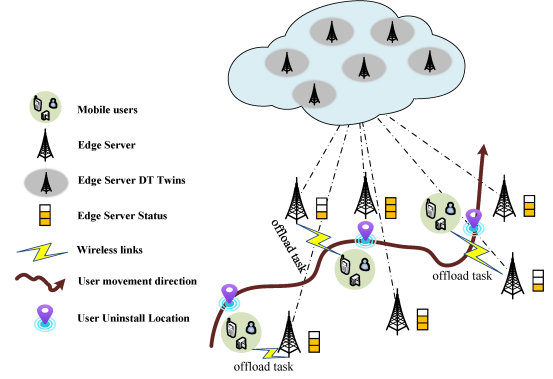 Mobile users
Edge Server
Edge Server DT Twins
Edge Server Status
Wireless links
User movement direction
User Uninstall Location
offload task
offload task
offload task